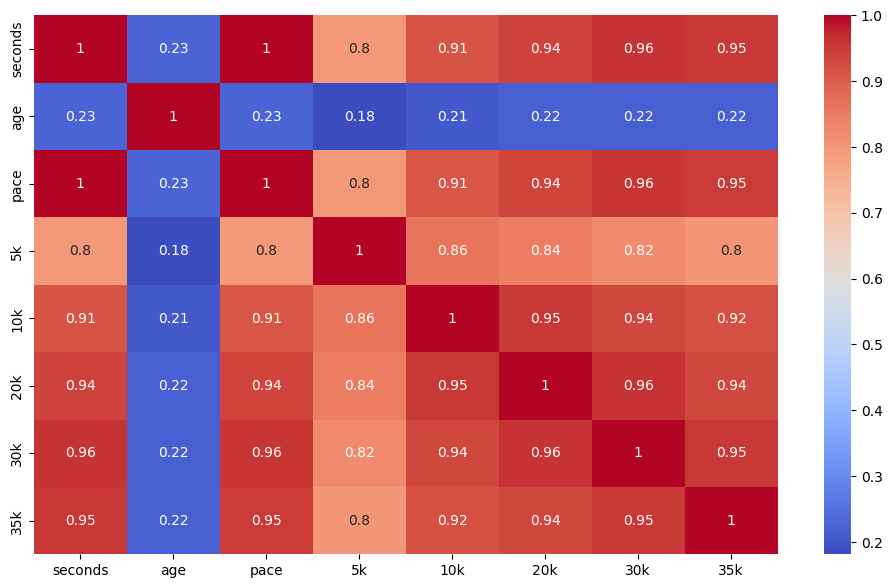 seconds 1 0.23 1 0.8 0.91 0.94 0.96 0.95
age 0.23 1 0.23 0.18 0.21 0.22 0.22 0.22
pace 1 0.23 1 0.8 0.91 0.94 0.96 0.95
5k 0.8 0.18 0.8 1 0.86 0.84 0.82 0.8
10k 0.91 0.21 0.91 0.86 1 0.95 0.94 0.92
20k 0.94 0.22 0.94 0.84 0.95 1 0.96 0.94
30k 0.96 0.22 0.96 0.82 0.94 0.96 1 0.95
35k 0.95 0.22 0.95 0.8 0.92 0.94 0.95 1
seconds age pace 5k 10k 20k 30k 35k
1.0
0.9
0.8
0.7
0.6
0.5
0.4
0.3
0.2